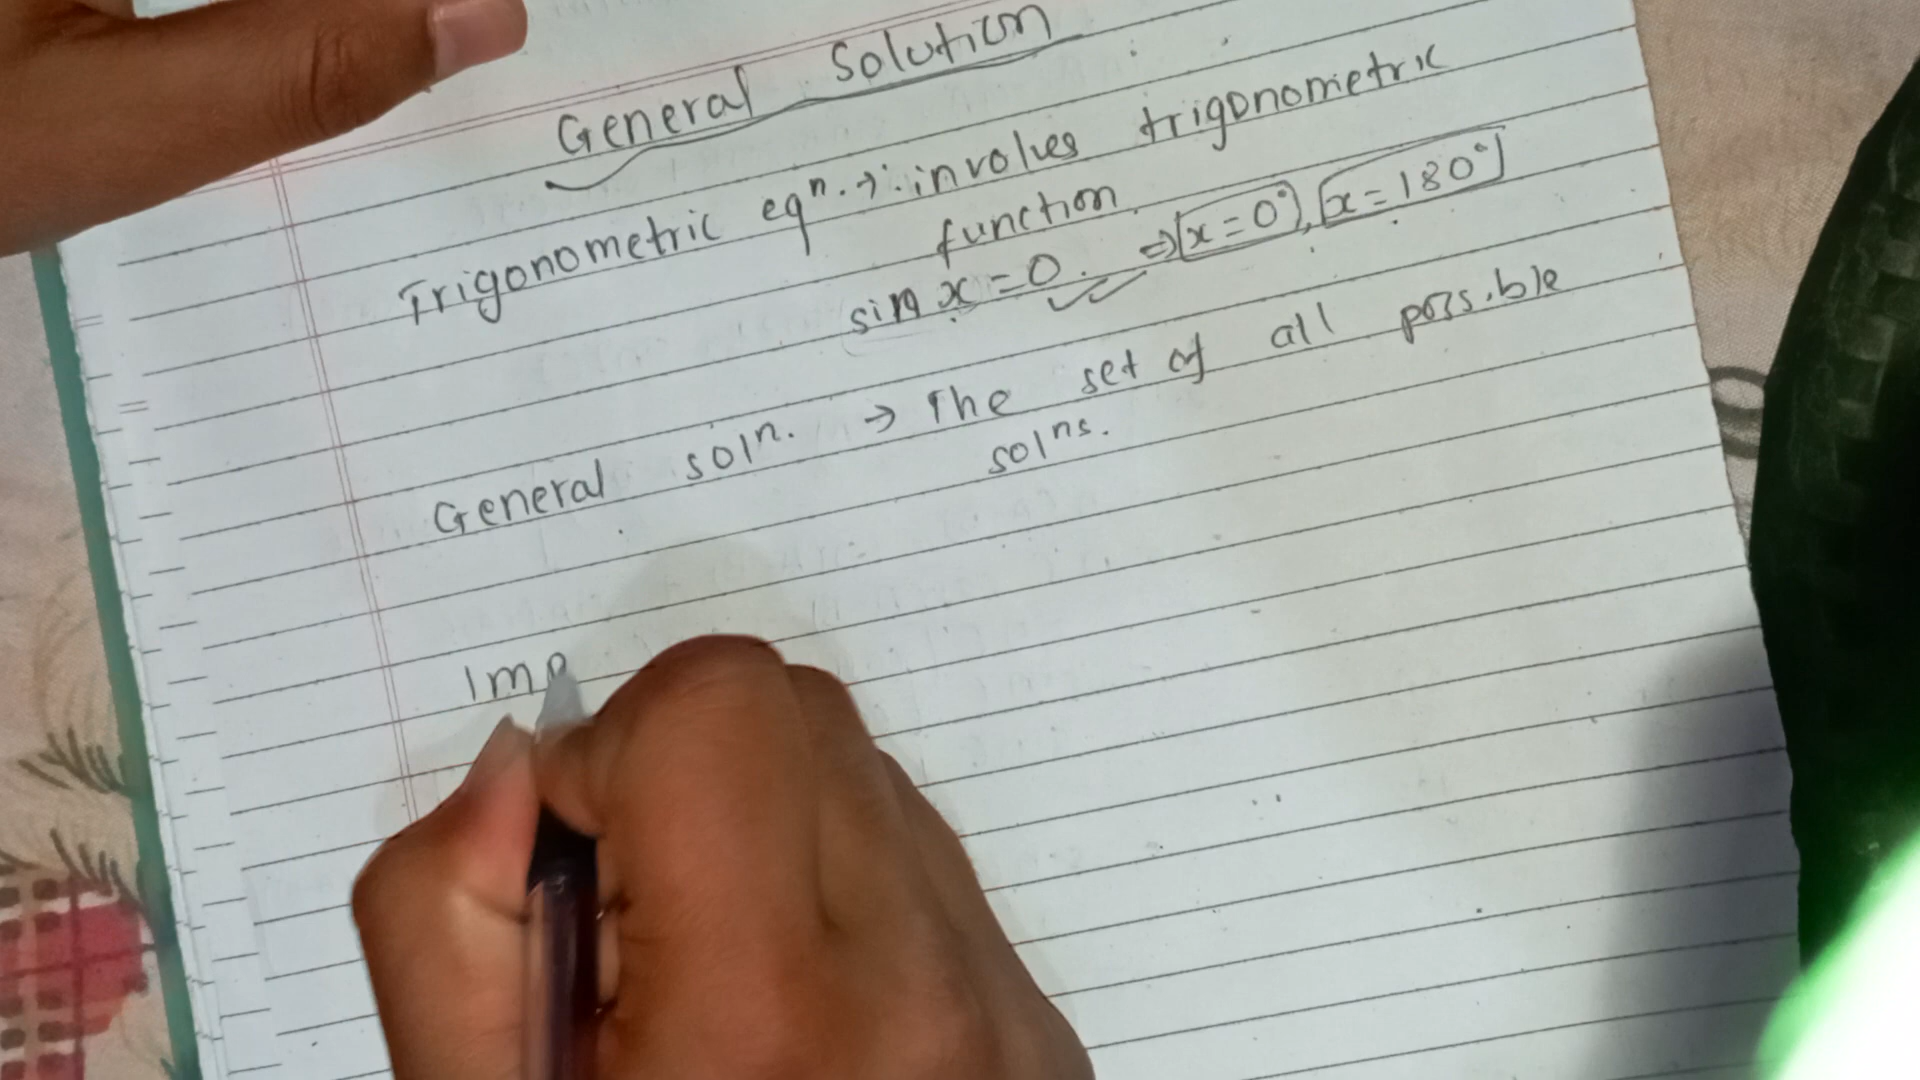 General Solution
Trigonometric eqⁿ. →: involves trigonometric
function.
sin x = 0. ⇒ x = 0°, x = 180°
General solⁿ. → The set of all possible
solⁿˢ.
Imp